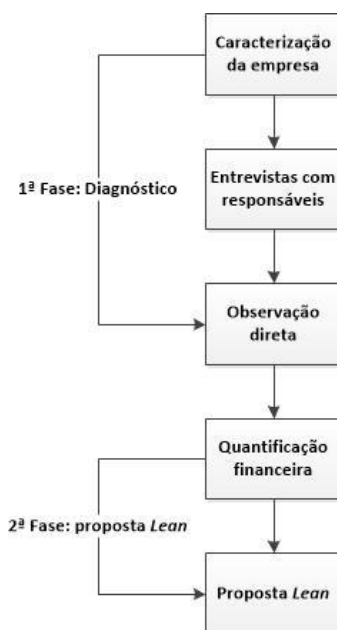 Caracterização
da empresa
1ª Fase: Diagnóstico
Entrevistas com
responsáveis
Observação
direta
Quantificação
financeira
2ª Fase: proposta Lean
Proposta Lean